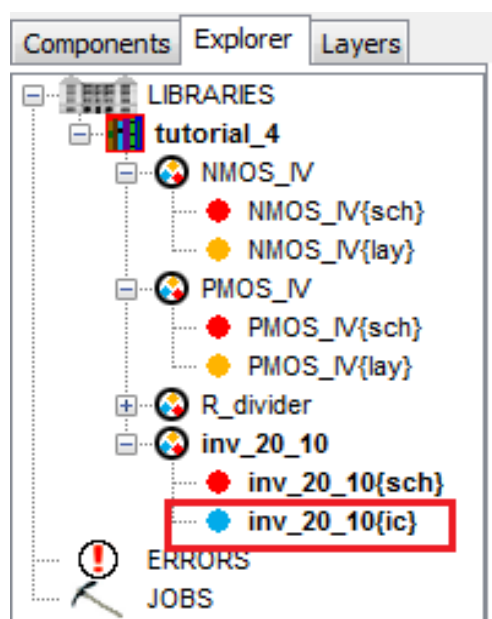 Components Explorer Layers
LIBRARIES
tutorial_4
NMOS_IV
NMOS_IV{sch}
NMOS_IV{lay}
PMOS_IV
PMOS_IV{sch}
PMOS_IV{lay}
R_divider
inv_20_10
inv_20_10{sch}
inv_20_10{ic}
ERRORS
JOBS